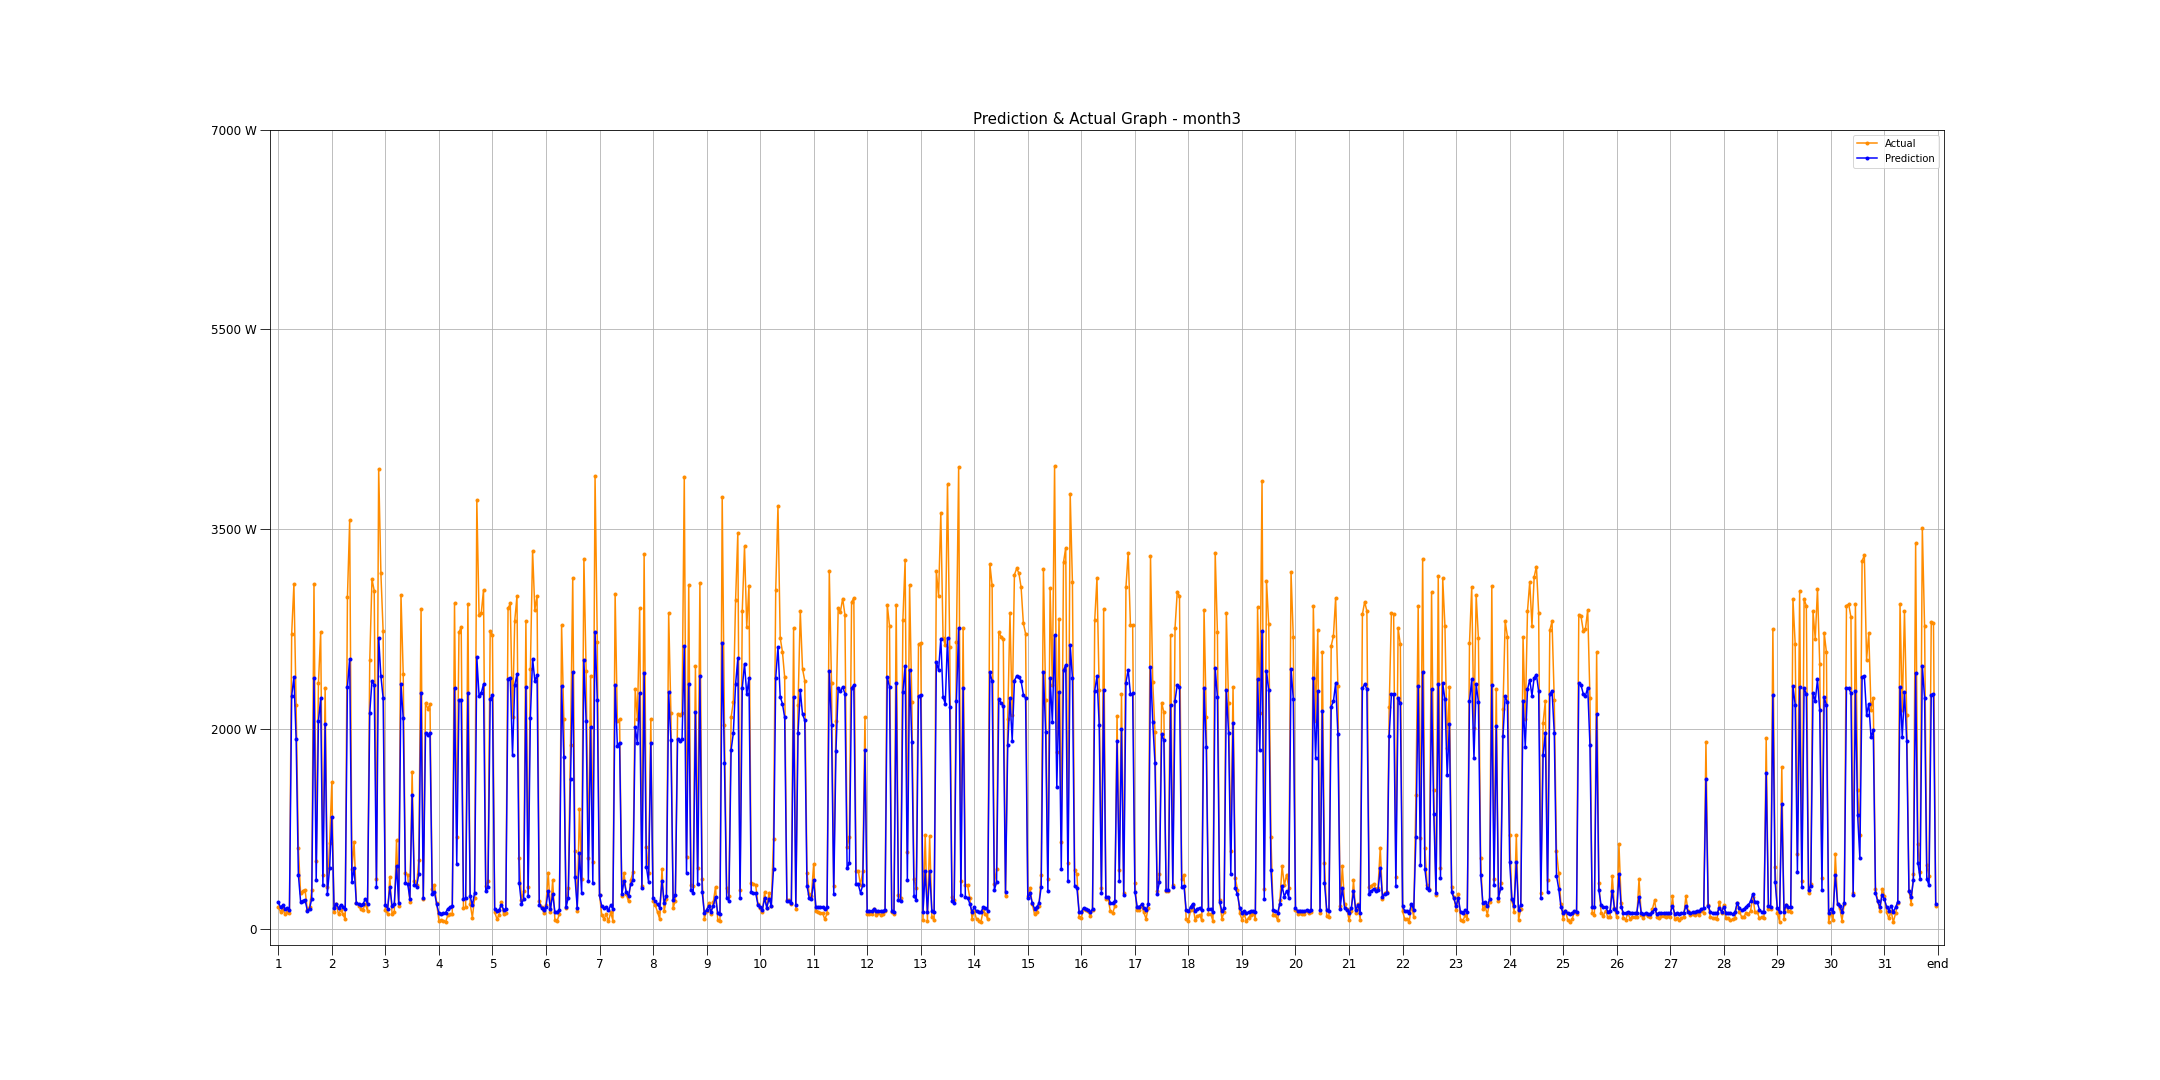 Prediction & Actual Graph - month3
7000 W
5500 W
3500 W
2000 W
0
Actual
Prediction
1 2 3 4 5 6 7 8 9 10 11 12 13 14 15 16 17 18 19 20 21 22 23 24 25 26 27 28 29 30 31 end